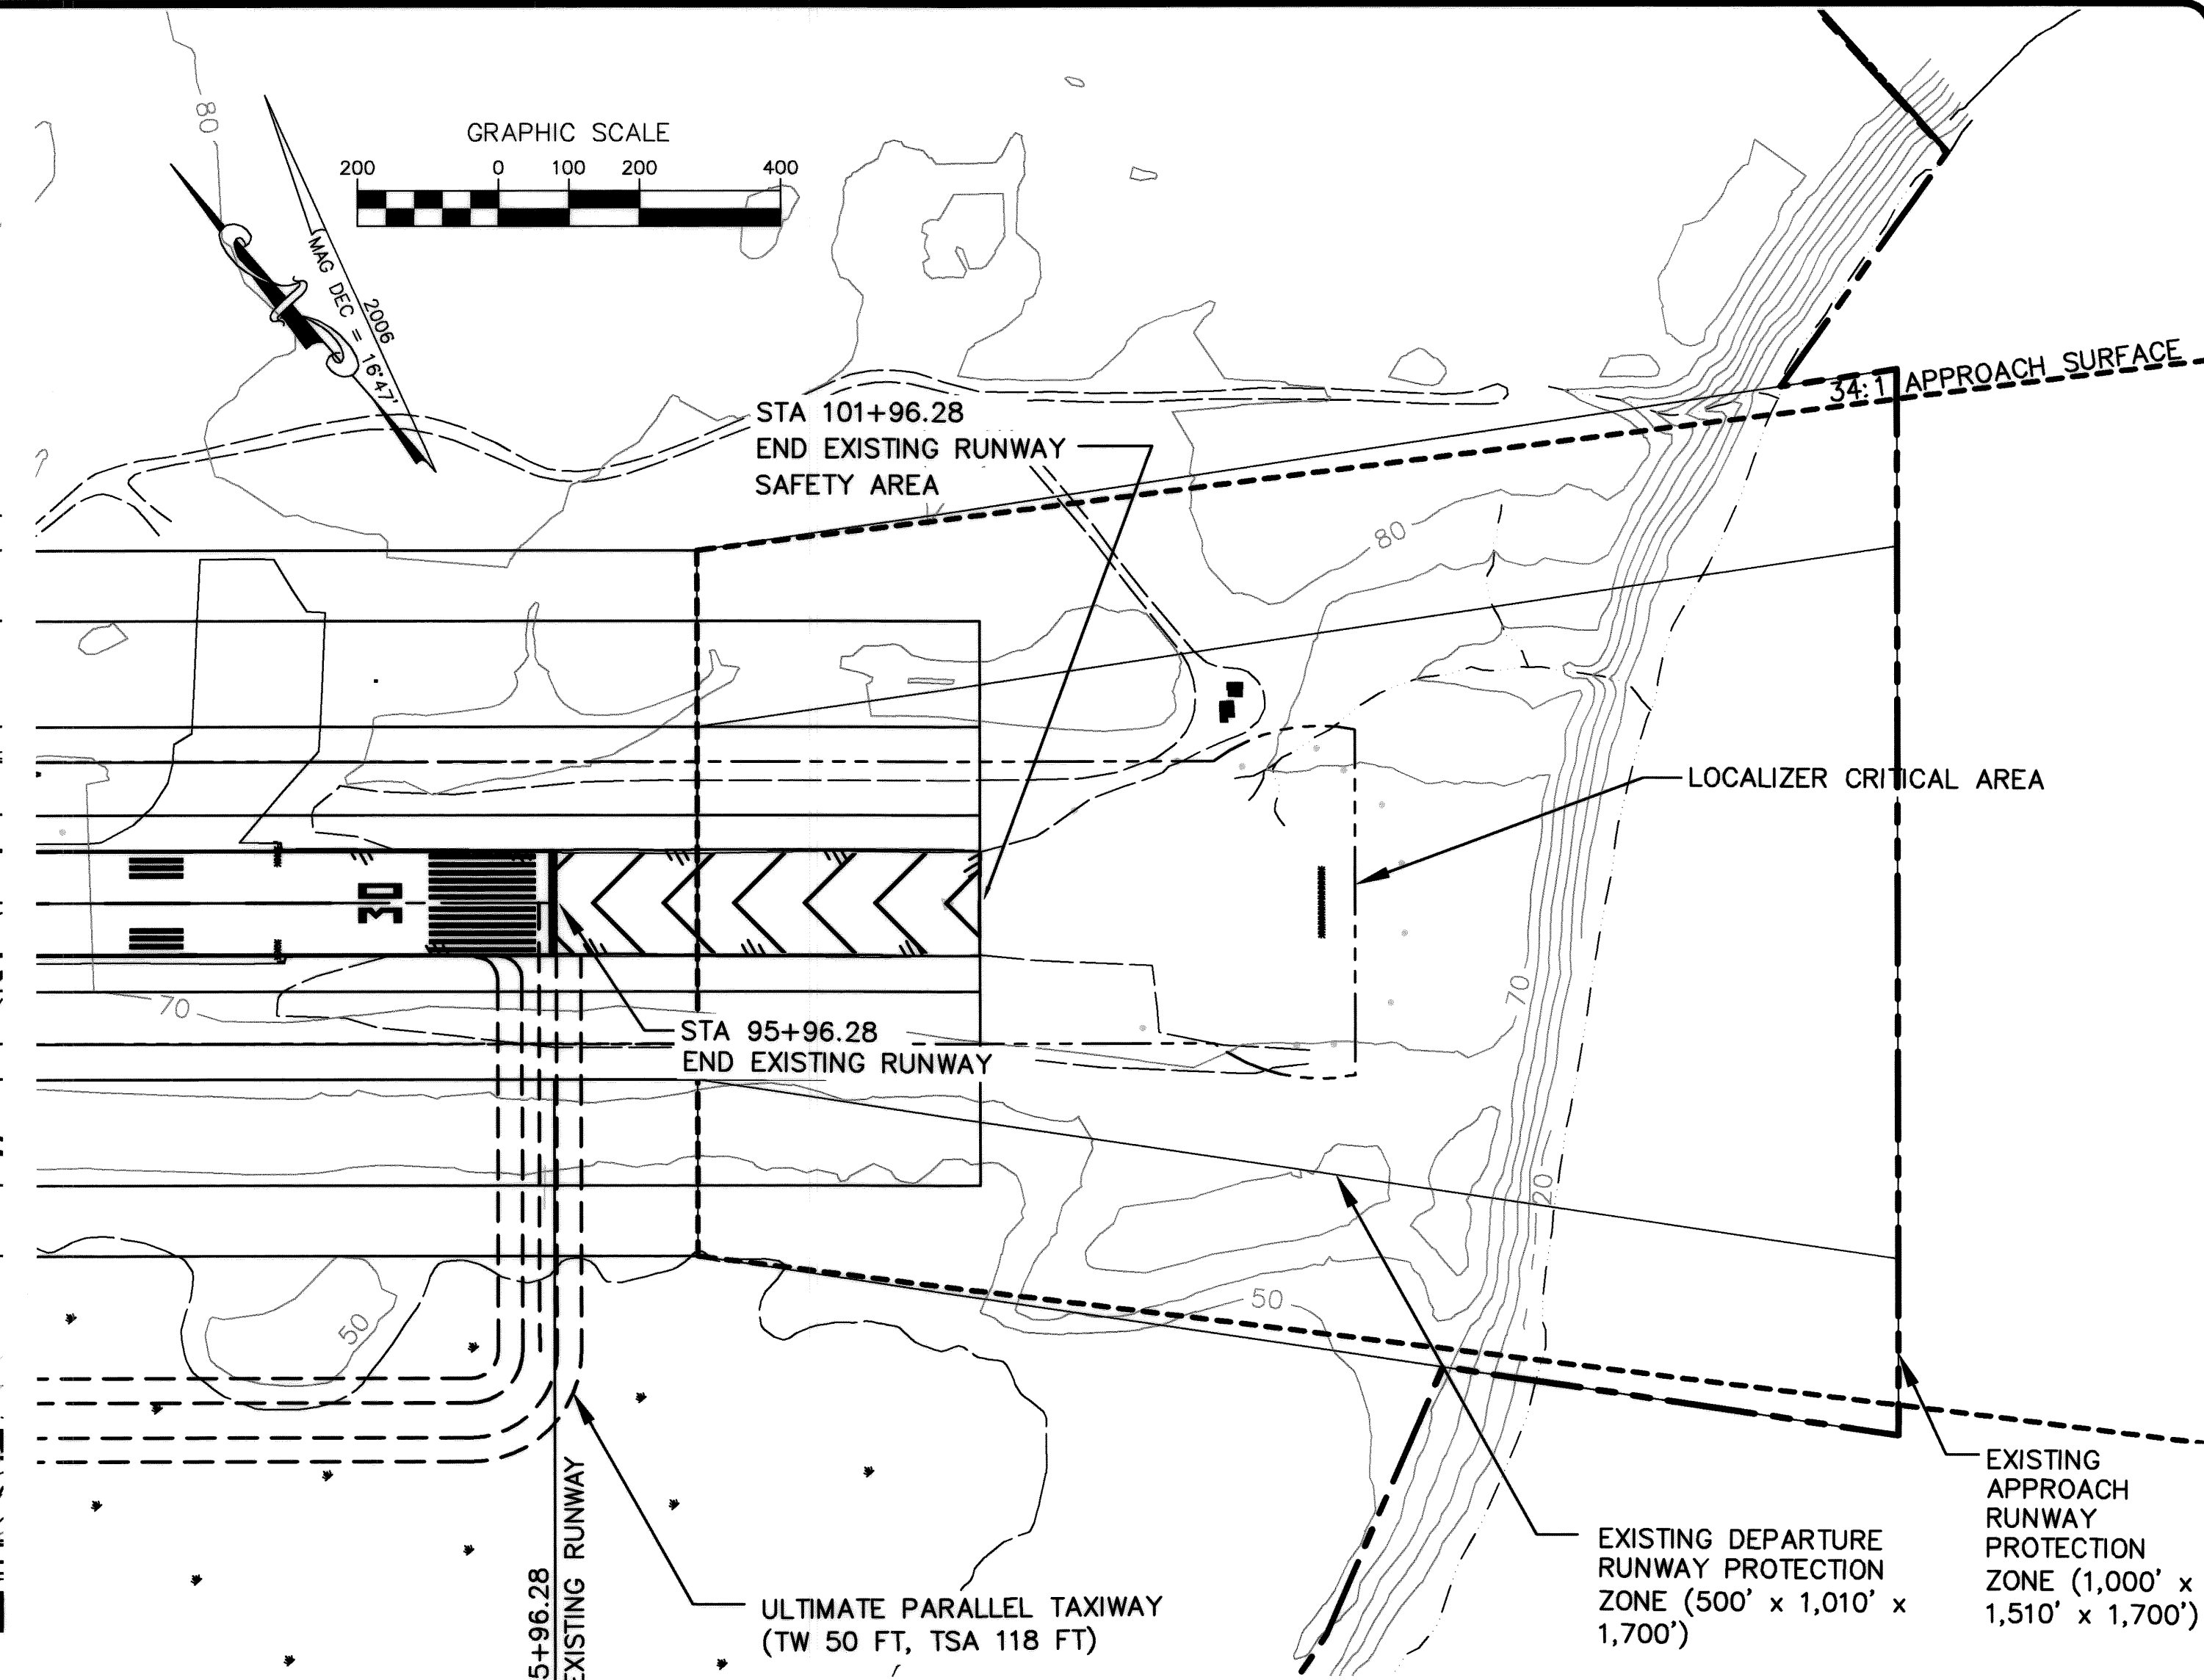 80
GRAPHIC SCALE
200 0 100 200 400
MAG DEC = 16°47'
2006
STA 101+96.28
END EXISTING RUNWAY
SAFETY AREA
34:1 APPROACH SURFACE
80
LOCALIZER CRITICAL AREA
30
70
STA 95+96.28
END EXISTING RUNWAY
70
20
50
50
5+96.28
EXISTING RUNWAY
ULTIMATE PARALLEL TAXIWAY
(TW 50 FT, TSA 118 FT)
EXISTING DEPARTURE
RUNWAY PROTECTION
ZONE (500' x 1,010' x
1,700')
EXISTING
APPROACH
RUNWAY
PROTECTION
ZONE (1,000' x
1,510' x 1,700')